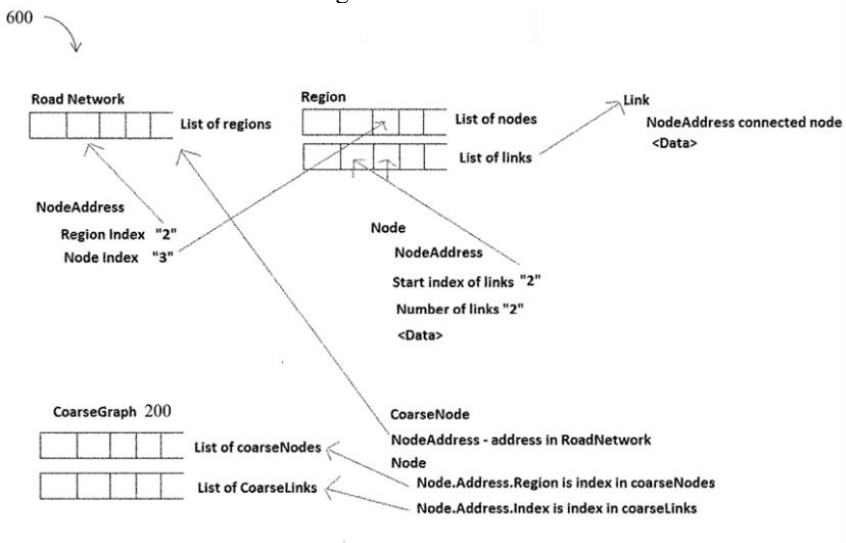 600
Road Network
List of regions
Region
List of nodes
List of links
Link
NodeAddress connected node
<Data>
NodeAddress
Region Index "2"
Node Index "3"
Node
NodeAddress
Start index of links "2"
Number of links "2"
<Data>
CoarseGraph 200
List of coarseNodes
List of CoarseLinks
CoarseNode
NodeAddress - address in RoadNetwork
Node
Node.Address.Region is index in coarseNodes
Node.Address.Index is index in coarseLinks